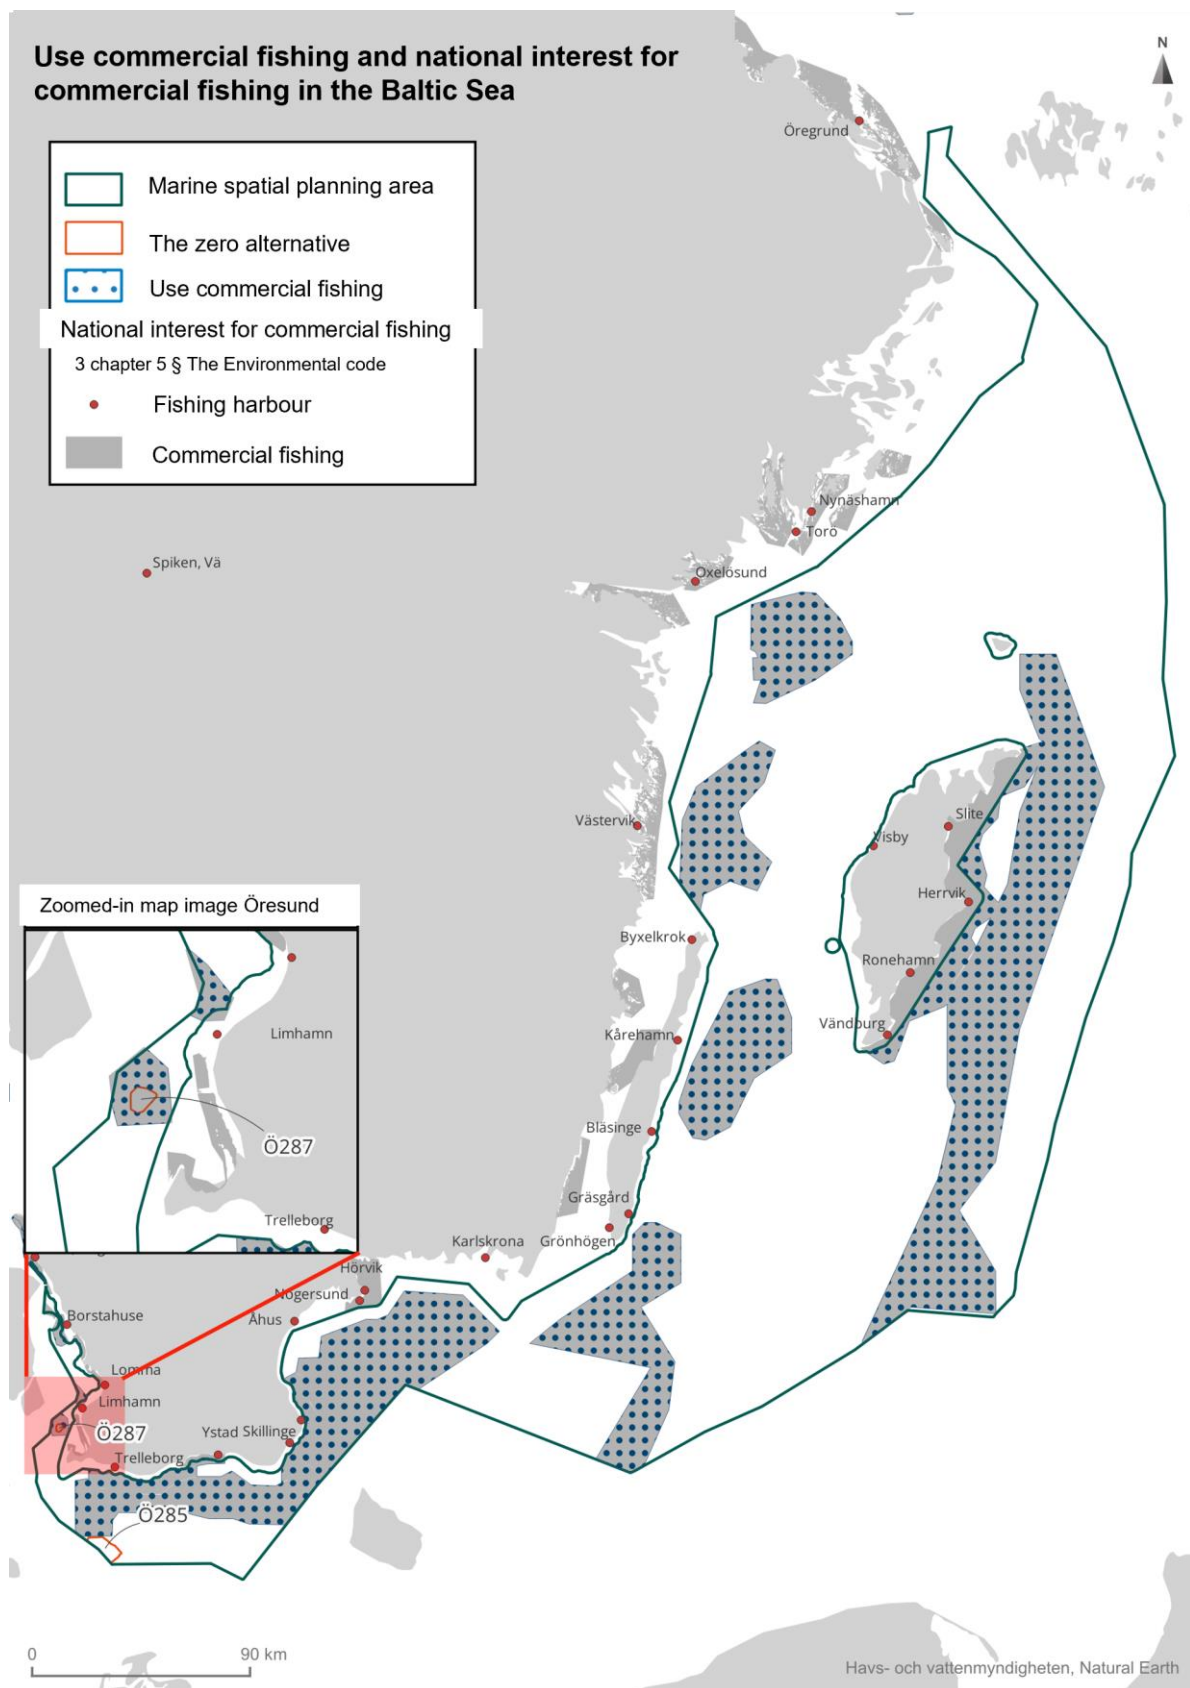 Use commercial fishing and national interest for
commercial fishing in the Baltic Sea
N
Öregrund
Marine spatial planning area
The zero alternative
Use commercial fishing
National interest for commercial fishing
3 chapter 5 § The Environmental code
Fishing harbour
Commercial fishing
Nynäshamn
Torö
Spiken, Vä
Oxelösund
Västervik
Slite
Visby
Zoomed-in map image Öresund
Herrvik
Byxelkrok
Ronehamn
Limhamn
Vändburg
Kårehamn
Bläsinge
Ö287
Gräsgård
Trelleborg
Karlskrona
Grönhögen
Hörvik
Nogersund
Borstahuse
Åhus
Lomma
Limhamn
Ö287
Ystad Skillinge
Trelleborg
Ö285
0 90 km
Havs- och vattenmyndigheten, Natural Earth